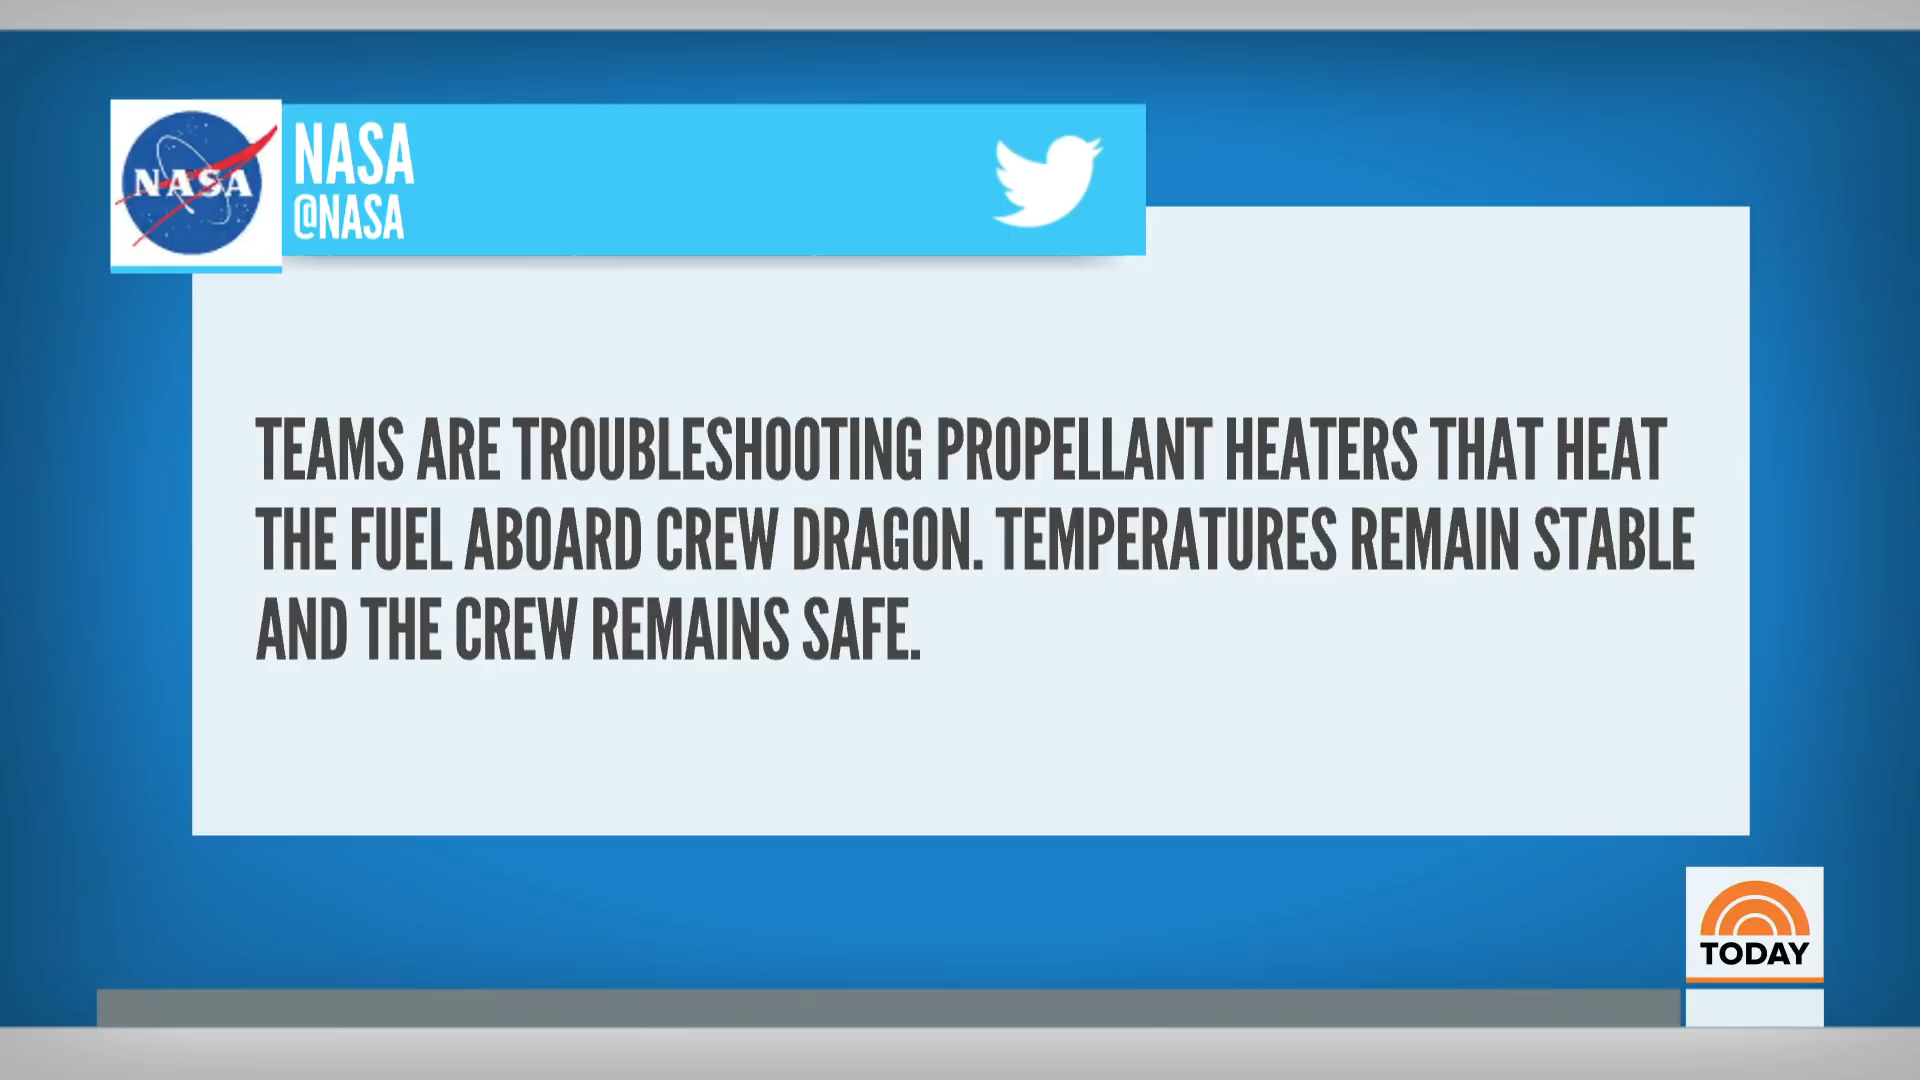 NASA
NASA
@NASA
TEAMS ARE TROUBLESHOOTING PROPELLANT HEATERS THAT HEAT
THE FUEL ABOARD CREW DRAGON. TEMPERATURES REMAIN STABLE
AND THE CREW REMAINS SAFE.
TODAY